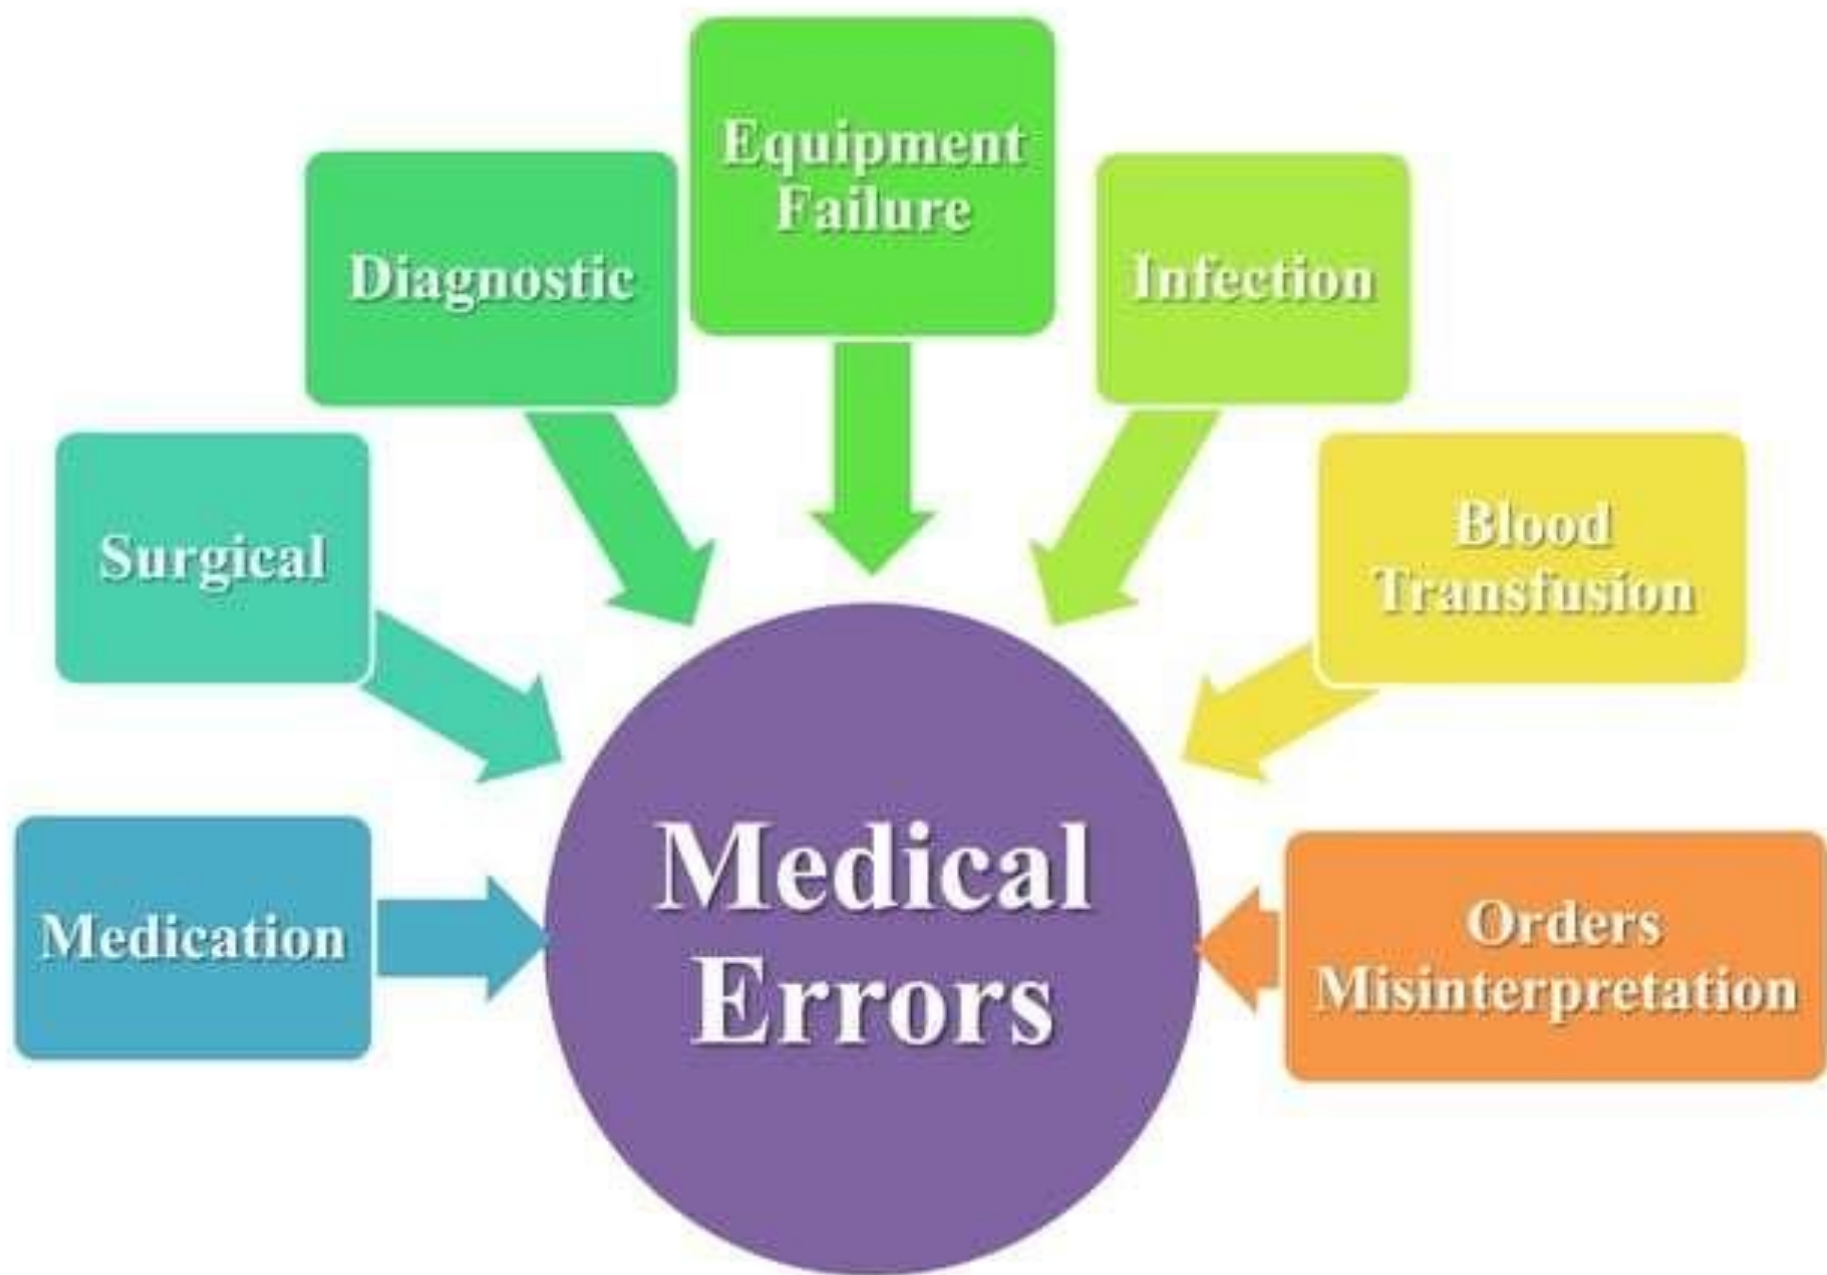 Equipment
Failure
Diagnostic
Infection
Surgical
Blood
Transfusion
Medication
Medical
Errors
Orders
Misinterpretation